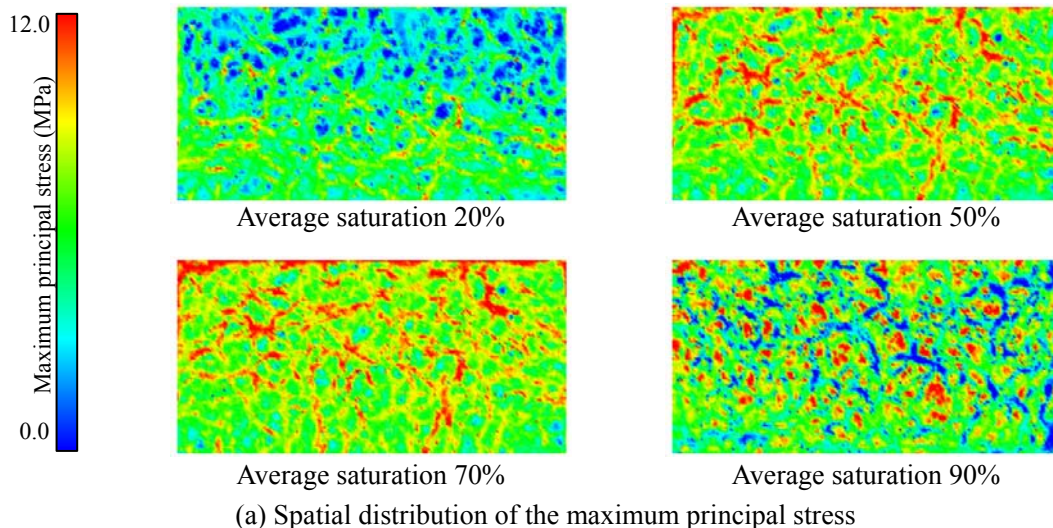 12.0
Maximum principal stress (MPa)
0.0
Average saturation 20%
Average saturation 50%
Average saturation 70%
Average saturation 90%
(a) Spatial distribution of the maximum principal stress